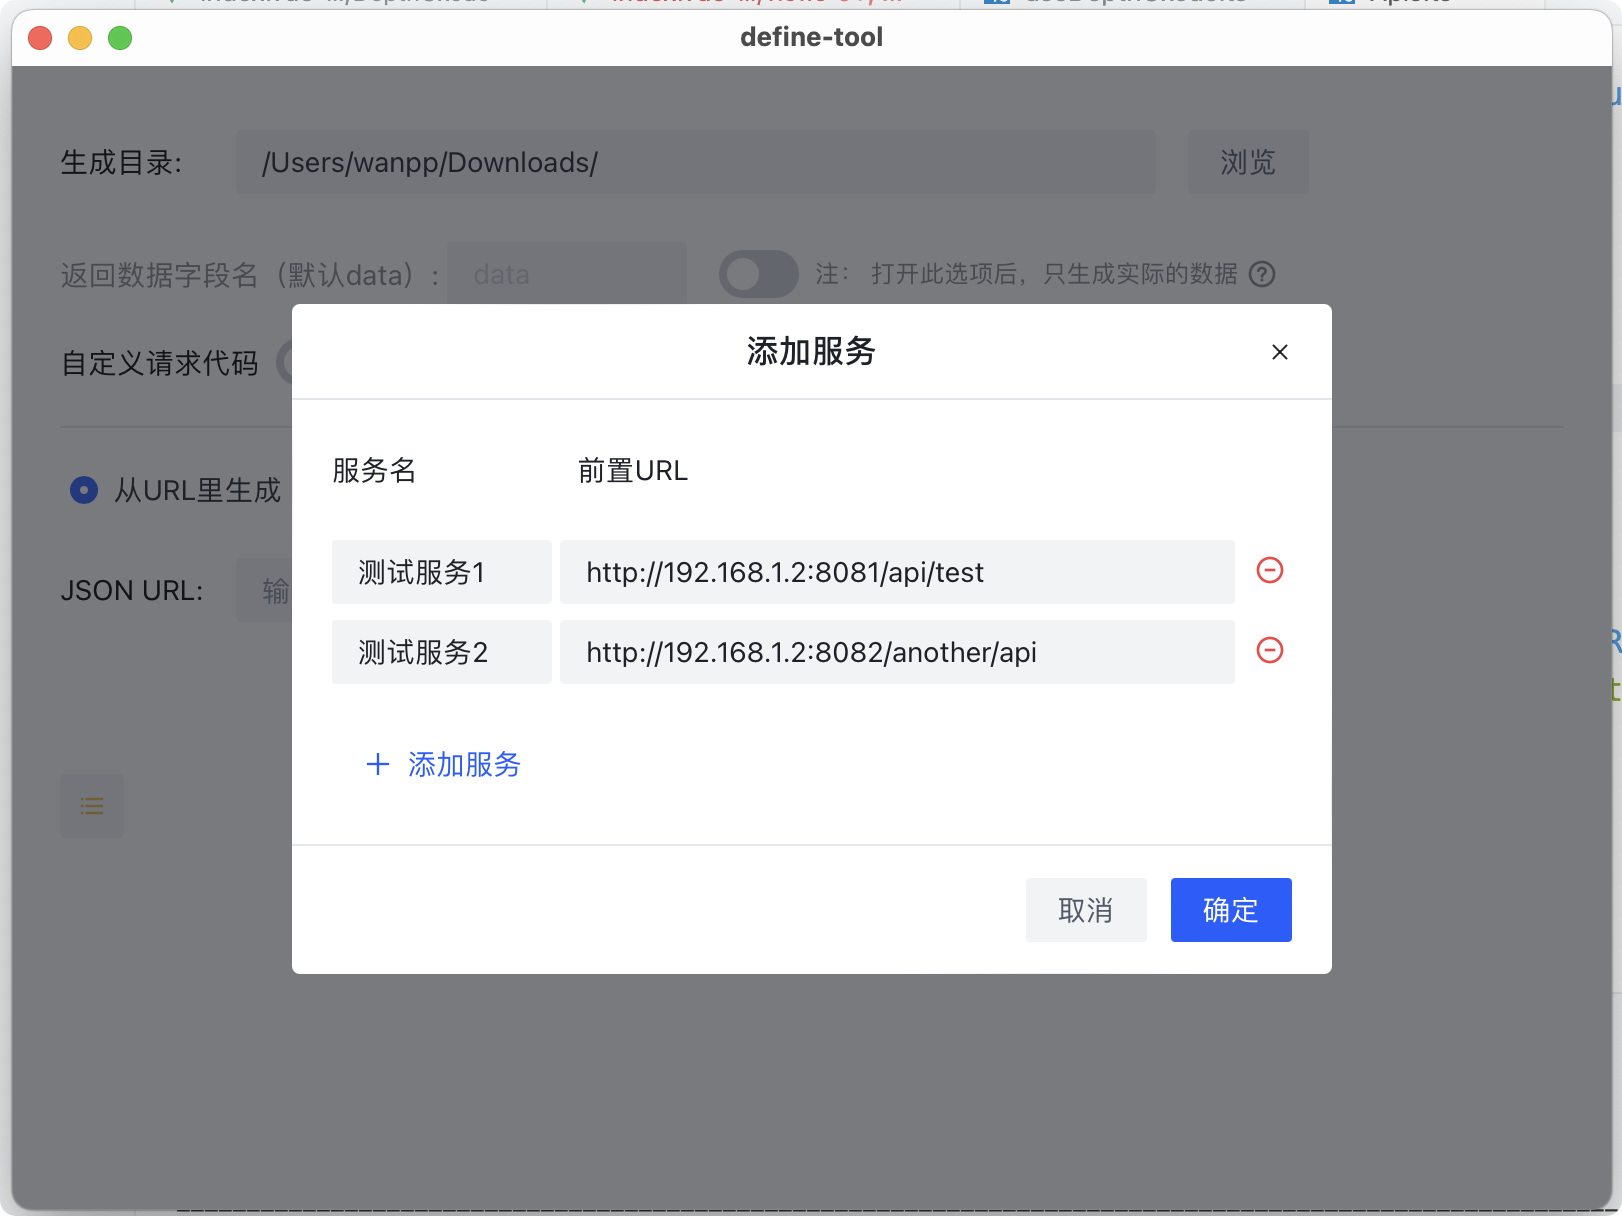 define-tool
生成目录:
/Users/wanpp/Downloads/
浏览
返回数据字段名（默认data）:
data
注： 打开此选项后，只生成实际的数据
自定义请求代码
添加服务
从URL里生成
服务名
前置URL
JSON URL:
输
测试服务1
http://192.168.1.2:8081/api/test
测试服务2
http://192.168.1.2:8082/another/api
添加服务
取消
确定